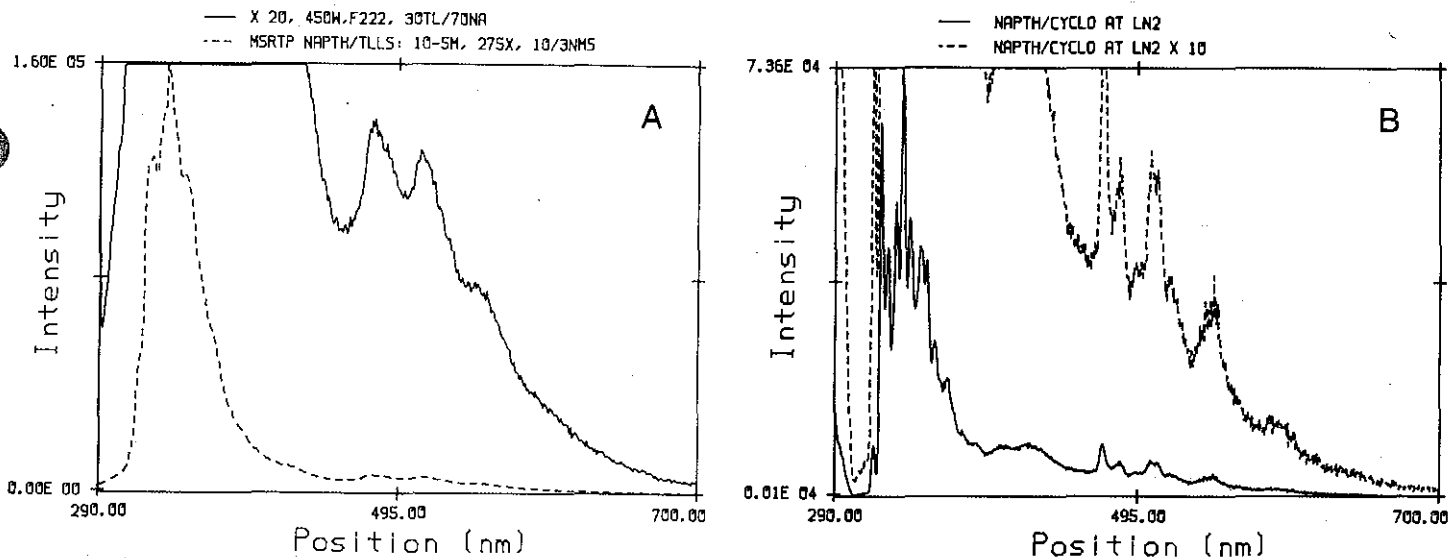 X 20, 450W,F222, 30TL/70NA
MSRTP NAPTH/TLLS: 10-5M, 27SX, 10/3NMS
1.60E 05
A
Intensity
0.00E 00
290.00
495.00
700.00
Position (nm)
NAPTH/CYCLO AT LN2
NAPTH/CYCLO AT LN2 X 10
7.36E 04
B
Intensity
0.01E 04
290.00
495.00
700.00
Position (nm)